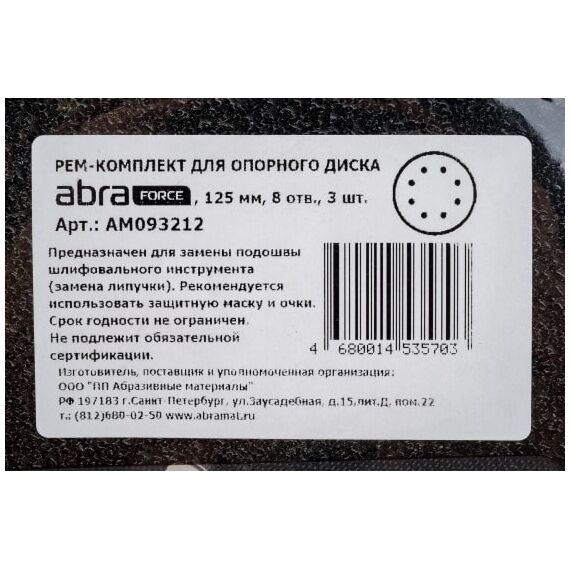 РЕМ-КОМПЛЕКТ ДЛЯ ОПОРНОГО ДИСКА
abra FORCE, 125 мм, 8 отв., 3 шт.
Арт.: AM093212
Предназначен для замены подошвы
шлифовального инструмента
(замена липучки). Рекомендуется
использовать защитную маску и очки.
Срок годности не ограничен.
Не подлежит обязательной
сертификации.
4 680014 535703
Изготовитель, поставщик и уполномоченная организация:
ООО "ПП Абразивные материалы"
РФ 197183 г.Санкт-Петербург, ул.Заусадебная, д.15,лит.Д, пом.22
т.: (812)680-02-50 www.abramat.ru